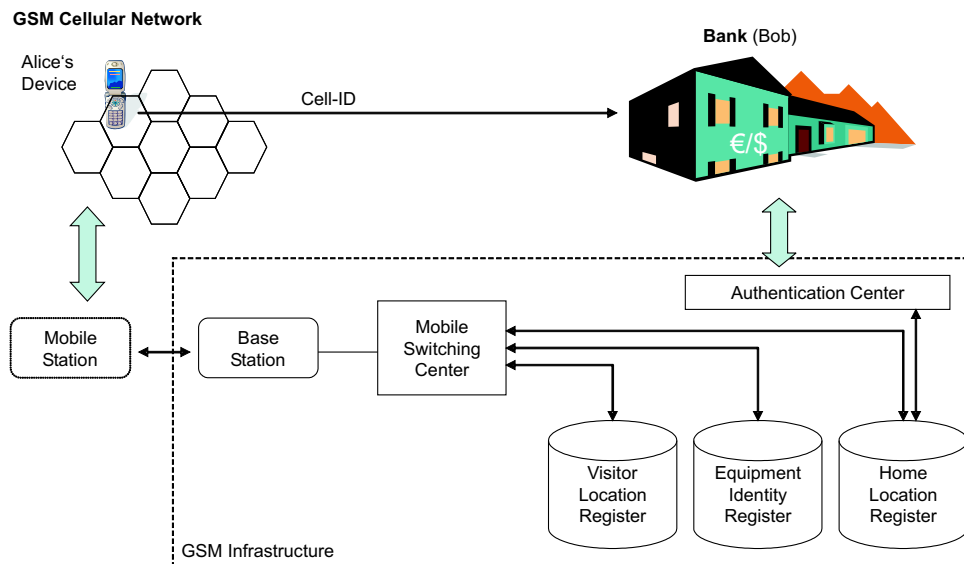 GSM Cellular Network
Alice‘s
Device
Cell-ID
Bank (Bob)
€/$
Authentication Center
Mobile
Station
Base
Station
Mobile
Switching
Center
Visitor
Location
Register
Equipment
Identity
Register
Home
Location
Register
GSM Infrastructure